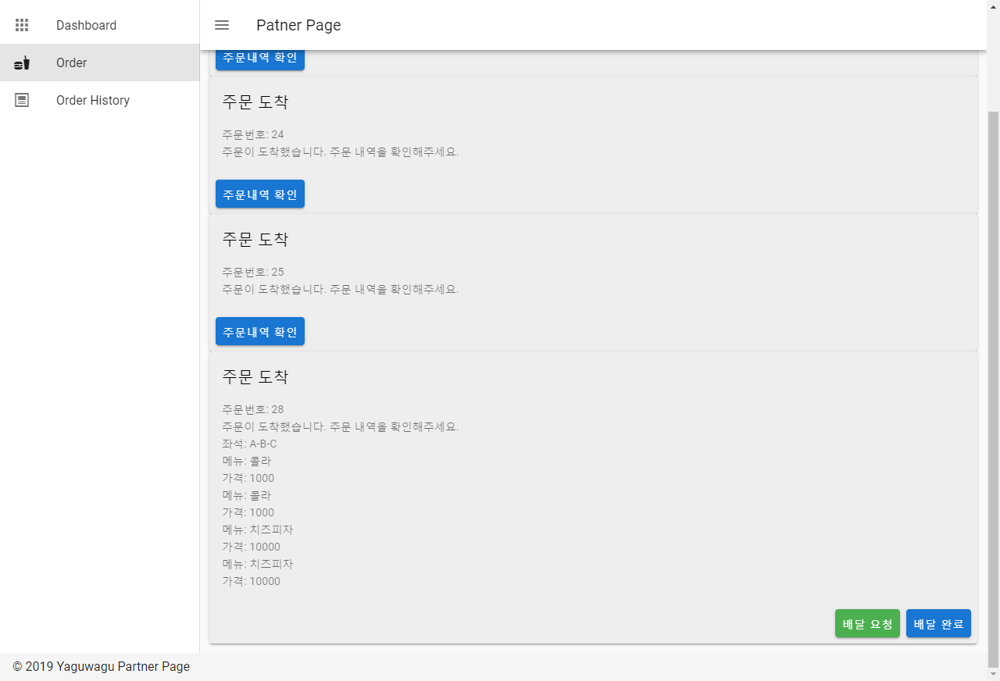 Dashboard
Order
Order History
Patner Page
주문내역 확인
주문 도착
주문번호: 24
주문이 도착했습니다. 주문 내역을 확인해주세요.
주문내역 확인
주문 도착
주문번호: 25
주문이 도착했습니다. 주문 내역을 확인해주세요.
주문내역 확인
주문 도착
주문번호: 28
주문이 도착했습니다. 주문 내역을 확인해주세요.
좌석: A-B-C
메뉴: 콜라
가격: 1000
메뉴: 콜라
가격: 1000
메뉴: 치즈피자
가격: 10000
메뉴: 치즈피자
가격: 10000
배달 요청 배달 완료
© 2019 Yaguwagu Partner Page